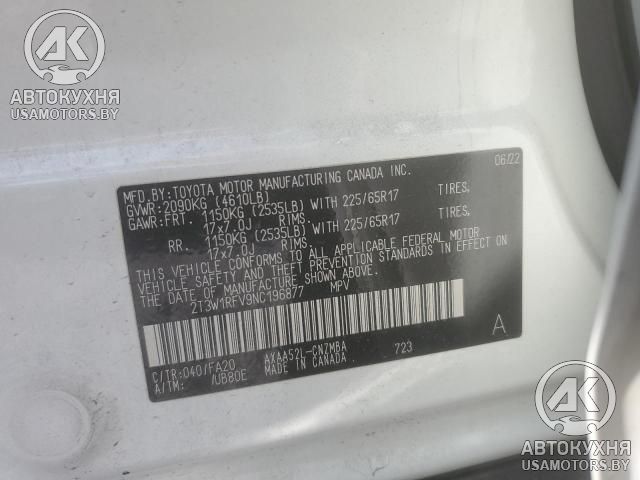 AK
АВТОКУХНЯ
USAMOTORS.BY
MFD.BY:TOYOTA MOTOR MANUFACTURING CANADA INC. 06/22
GVWR:2090KG (4610LB)
GAWR:FRT. 1150KG (2535LB) WITH 225/65R17 TIRES,
17x7.0J RIMS,
RR. 1150KG (2535LB) WITH 225/65R17 TIRES,
17x7.0J RIMS.
THIS VEHICLE CONFORMS TO ALL APPLICABLE FEDERAL MOTOR
VEHICLE SAFETY AND THEFT PREVENTION STANDARDS IN EFFECT ON
THE DATE OF MANUFACTURE SHOWN ABOVE.
2T3W1RFV9NC196877 MPV
C/TR:040/FA20 AXAA52L-CNZMBA 723 A
A/TM: /UB80E MADE IN CANADA
AK
АВТОКУХНЯ
USAMOTORS.BY